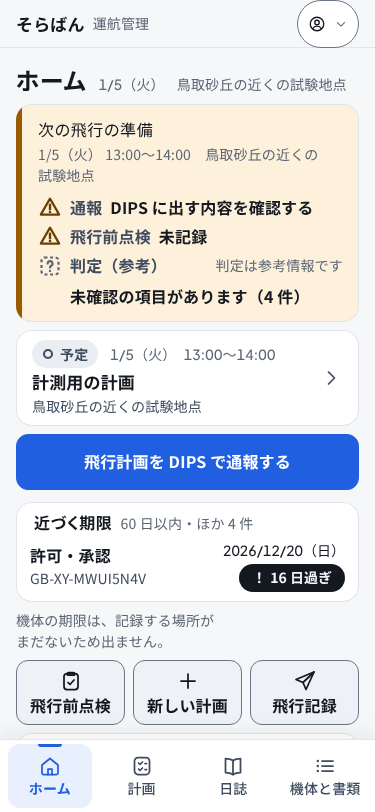 そらばん 運航管理
ホーム 1/5（火） 鳥取砂丘の近くの試験地点
次の飛行の準備
1/5（火） 13:00〜14:00 鳥取砂丘の近くの
試験地点
通報 DIPS に出す内容を確認する
飛行前点検 未記録
判定（参考） 判定は参考情報です
未確認の項目があります（4 件）
予定 1/5（火） 13:00〜14:00
計測用の計画
鳥取砂丘の近くの試験地点
飛行計画を DIPS で通報する
近づく期限 60 日以内・ほか 4 件
許可・承認 2026/12/20（日）
GB-XY-MWUI5N4V ！ 16 日過ぎ
機体の期限は、記録する場所が
まだないため出ません。
飛行前点検 新しい計画 飛行記録
ホーム 計画 日誌 機体と書類